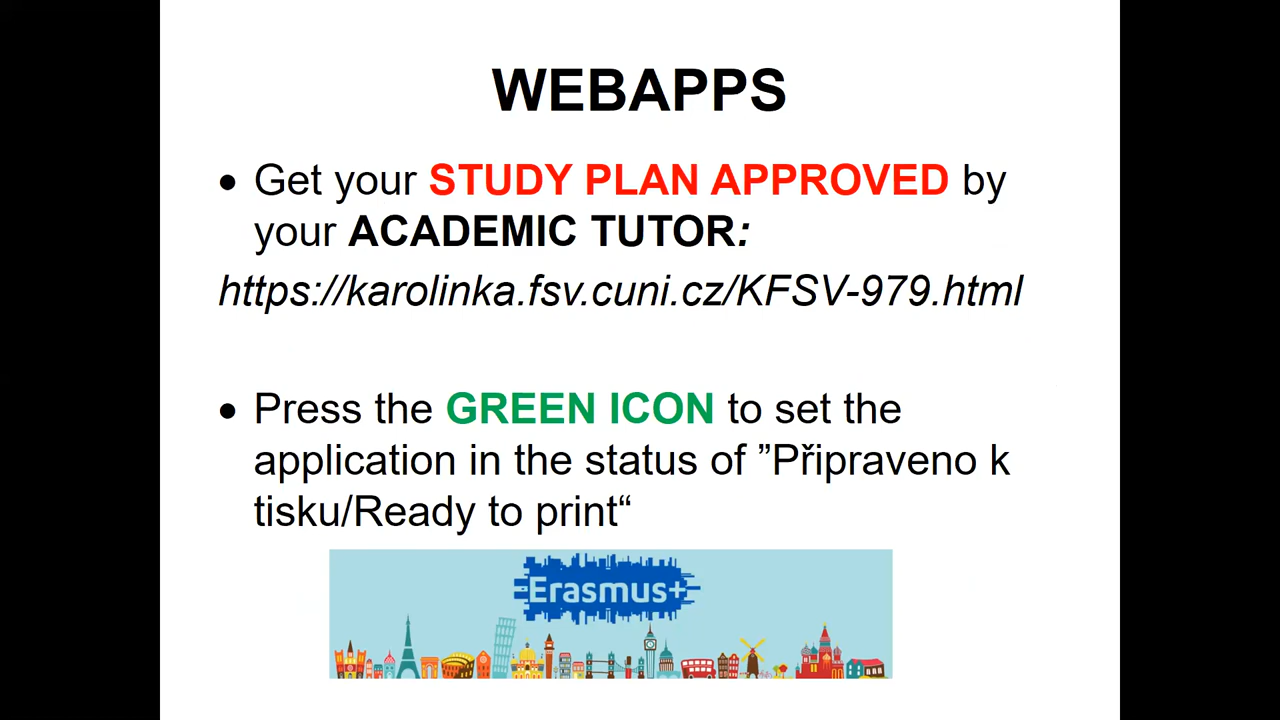 WEBAPPS
• Get your STUDY PLAN APPROVED by
your ACADEMIC TUTOR:
https://karolinka.fsv.cuni.cz/KFSV-979.html
• Press the GREEN ICON to set the
application in the status of ”Připraveno k
tisku/Ready to print“
Erasmus+